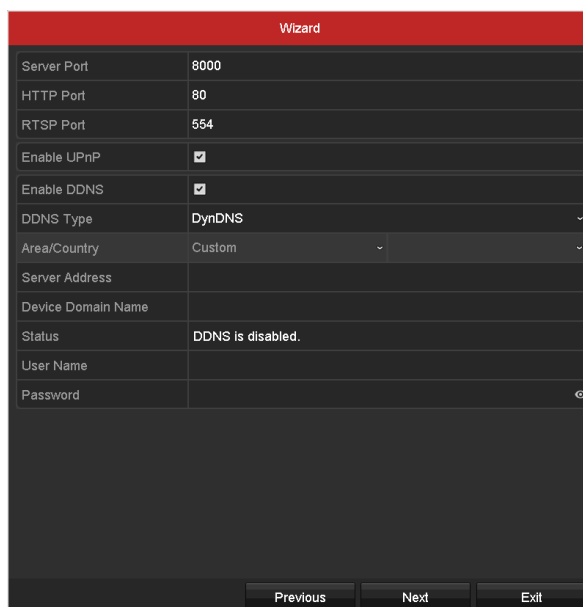 Wizard
Server Port 8000
HTTP Port 80
RTSP Port 554
Enable UPnP
Enable DDNS
DDNS Type DynDNS
Area/Country Custom
Server Address
Device Domain Name
Status DDNS is disabled.
User Name
Password
Previous Next Exit